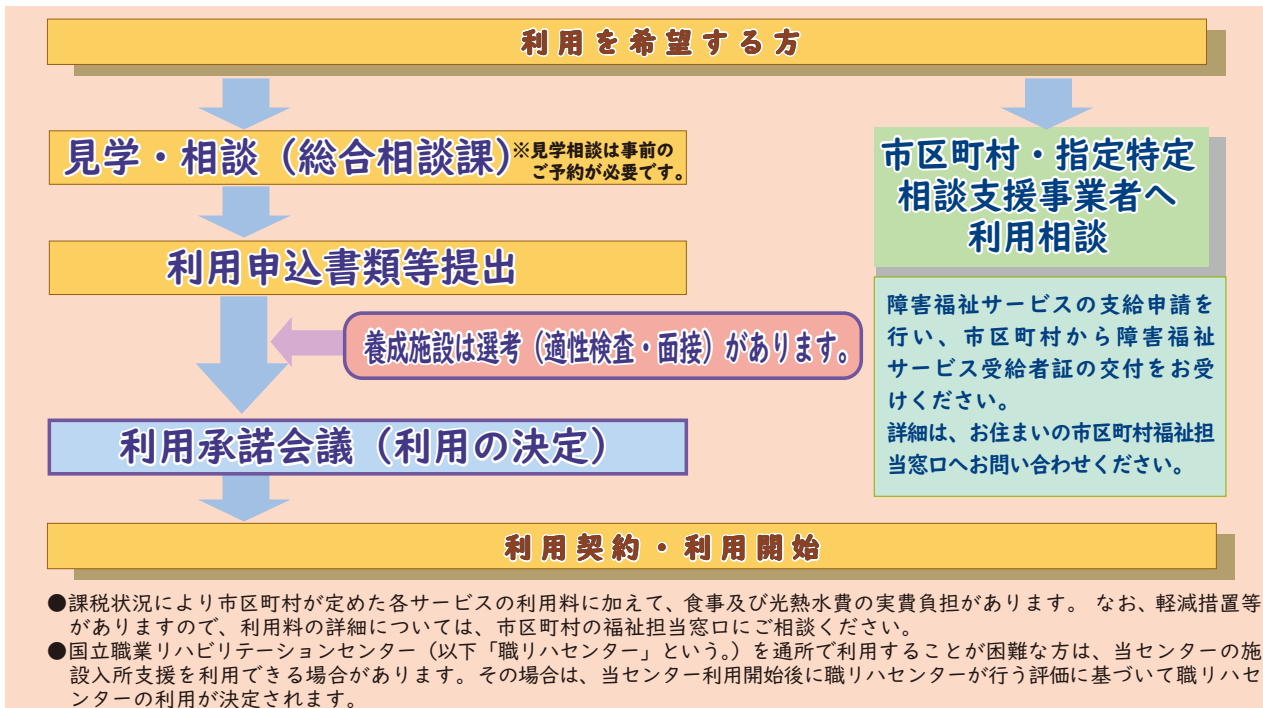 利用を希望する方
見学・相談（総合相談課）※見学相談は事前の
ご予約が必要です。
利用申込書類等提出
養成施設は選考（適性検査・面接）があります。
利用承諾会議（利用の決定）
市区町村・指定特定
相談支援事業者へ
利用相談
障害福祉サービスの支給申請を
行い、市区町村から障害福祉
サービス受給者証の交付をお受
けください。
詳細は、お住まいの市区町村福祉担
当窓口へお問い合わせください。
利用契約・利用開始
●課税状況により市区町村が定めた各サービスの利用料に加えて、食事及び光熱水費の実費負担があります。 なお、軽減措置等
がありますので、利用料の詳細については、市区町村の福祉担当窓口にご相談ください。
●国立職業リハビリテーションセンター（以下「職リハセンター」という。）を通所で利用することが困難な方は、当センターの施
設入所支援を利用できる場合があります。その場合は、当センター利用開始後に職リハセンターが行う評価に基づいて職リハセ
ンターの利用が決定されます。